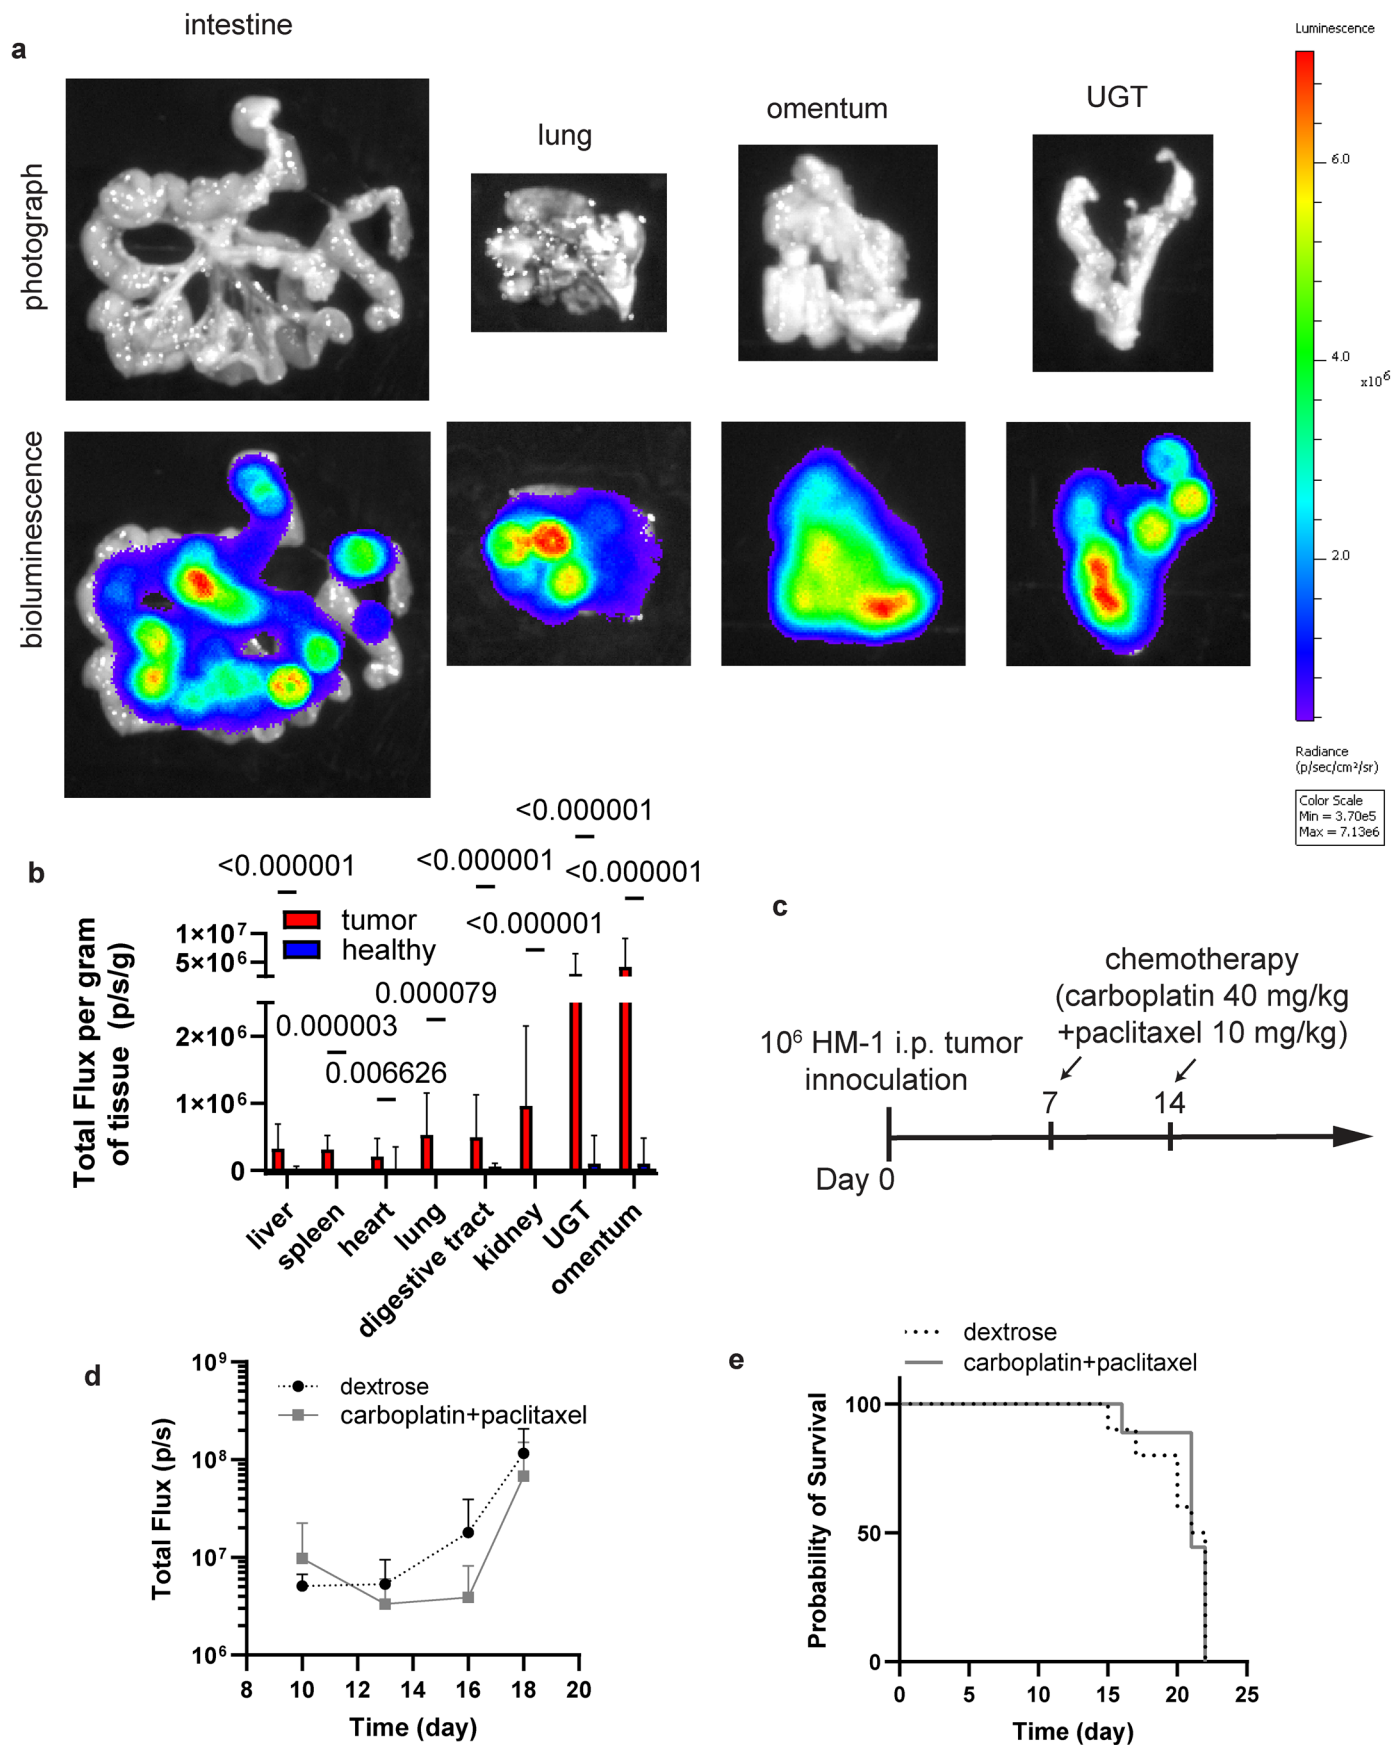 intestine
a
lung
omentum
UGT
photograph
bioluminescence
Luminescence
6.0
4.0
x10⁶
2.0
Radiance
(p/sec/cm²/sr)
Color Scale
Min = 3.70e5
Max = 7.13e6
b
<0.000001
<0.000001
<0.000001
<0.000001
<0.000001
0.000079
0.000003
0.006626
tumor
healthy
Total Flux per gram
of tissue (p/s/g)
1×10⁷
5×10⁶
2×10⁶
1×10⁶
0
liver
spleen
heart
lung
digestive tract
kidney
UGT
omentum
c
chemotherapy
(carboplatin 40 mg/kg
+paclitaxel 10 mg/kg)
10⁶ HM-1 i.p. tumor
innoculation
7
14
Day 0
d
dextrose
carboplatin+paclitaxel
Total Flux (p/s)
10⁹
10⁸
10⁷
10⁶
8 10 12 14 16 18 20
Time (day)
e
dextrose
carboplatin+paclitaxel
Probability of Survival
100
50
0
0 5 10 15 20 25
Time (day)